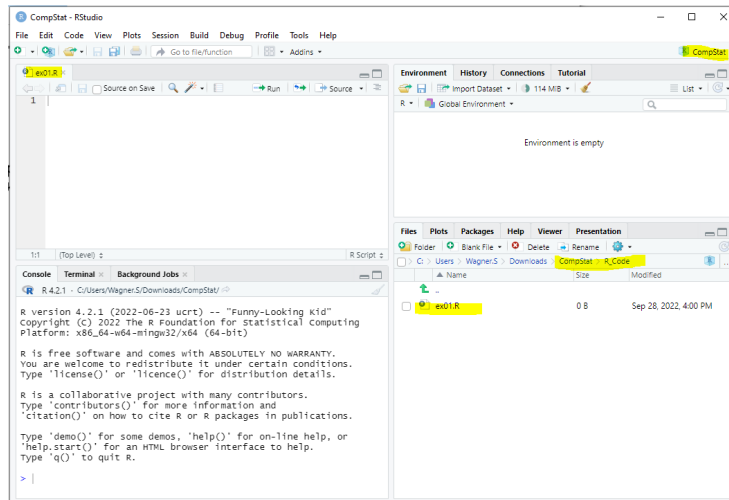 CompStat - RStudio
File Edit Code View Plots Session Build Debug Profile Tools Help
Go to file/function Addins CompStat
ex01.R
Source on Save Run Source
1
1:1 (Top Level) R Script
Console Terminal Background Jobs
R 4.2.1 · C:/Users/Wagner.S/Downloads/CompStat/
R version 4.2.1 (2022-06-23 ucrt) -- "Funny-Looking Kid"
Copyright (C) 2022 The R Foundation for Statistical Computing
Platform: x86_64-w64-mingw32/x64 (64-bit)
R is free software and comes with ABSOLUTELY NO WARRANTY.
You are welcome to redistribute it under certain conditions.
Type 'license()' or 'licence()' for distribution details.
R is a collaborative project with many contributors.
Type 'contributors()' for more information and
'citation()' on how to cite R or R packages in publications.
Type 'demo()' for some demos, 'help()' for on-line help, or
'help.start()' for an HTML browser interface to help.
Type 'q()' to quit R.
>
Environment History Connections Tutorial
Import Dataset 114 MiB List
R Global Environment
Environment is empty
Files Plots Packages Help Viewer Presentation
Folder Blank File Delete Rename
C: > Users > Wagner.S > Downloads > CompStat > R_Code
Name Size Modified
..
ex01.R 0 B Sep 28, 2022, 4:00 PM